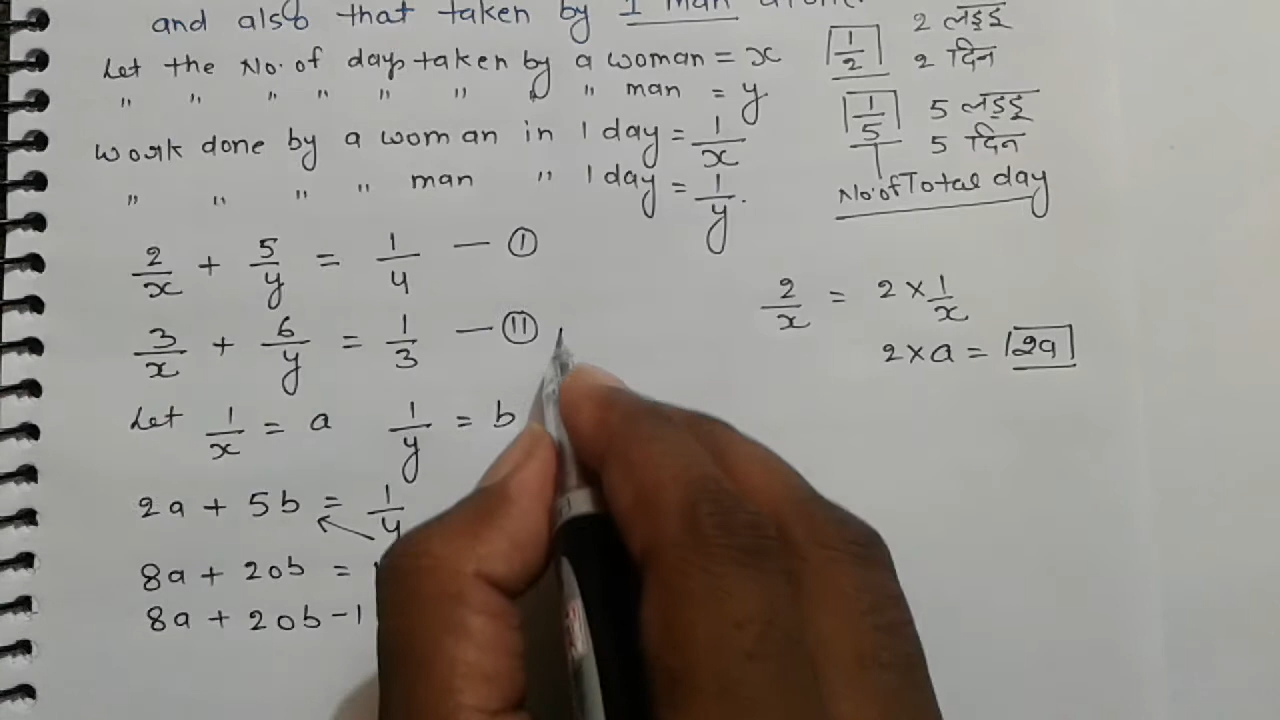 and also that taken by 1 man
Let the No. of days taken by a woman = x
" " " " " " " " man = y
Work done by a woman in 1 day = 1/x
" " " " man " 1 day = 1/y.
2/x + 5/y = 1/4 — ①
3/x + 6/y = 1/3 — ⑪
Let 1/x = a 1/y = b
2a + 5b = 1/4
8a + 20b =
8a + 20b - 1
1/2 2 लड्डू
2 दिन
1/5 5 लड्डू
5 दिन
No. of Total day
2/x = 2 × 1/x
2 × a = 2a